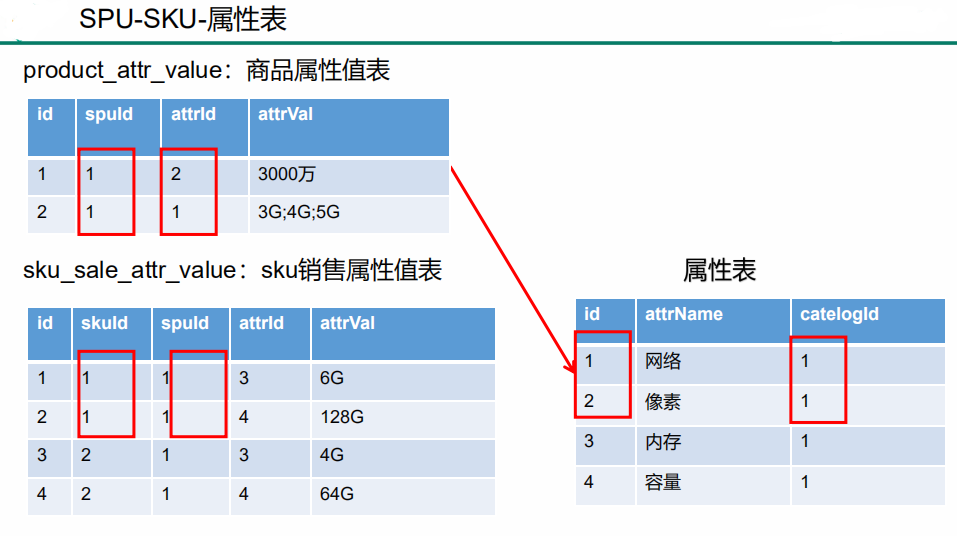 SPU-SKU-属性表
product_attr_value：商品属性值表
id spuId attrId attrVal
1 1 2 3000万
2 1 1 3G;4G;5G
sku_sale_attr_value：sku销售属性值表
id skuId spuId attrId attrVal
1 1 1 3 6G
2 1 1 4 128G
3 2 1 3 4G
4 2 1 4 64G
属性表
id attrName catelogId
1 网络 1
2 像素 1
3 内存 1
4 容量 1